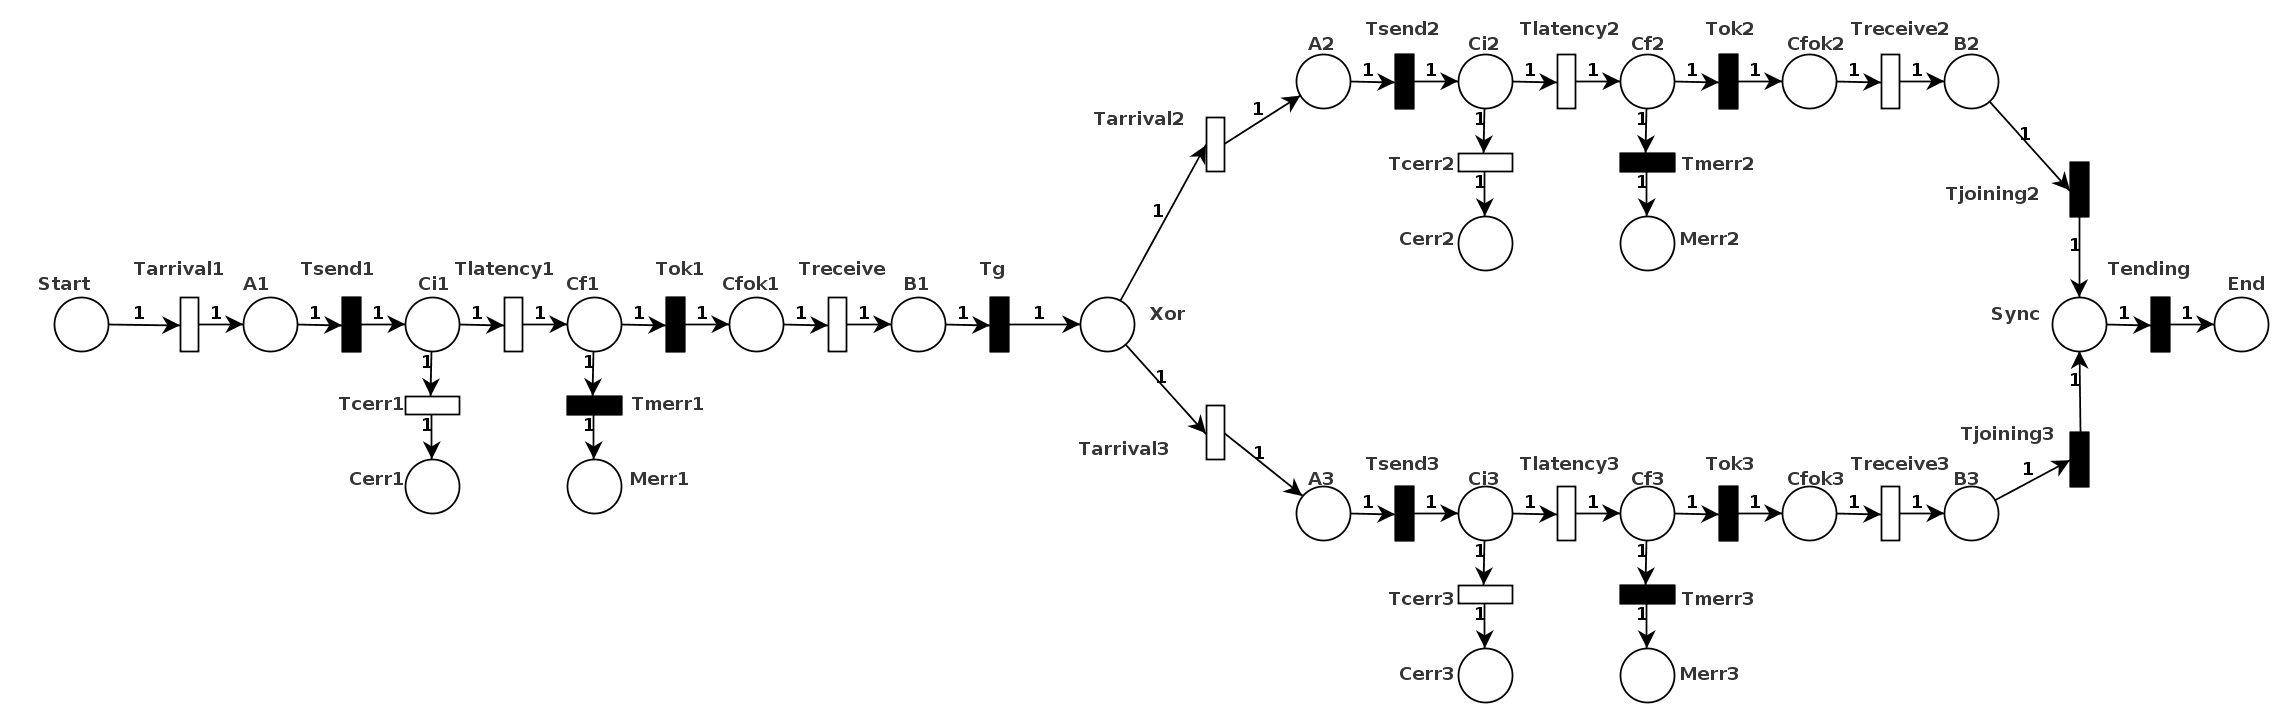 Tsend2 Tlatency2 Tok2 Treceive2
A2 Ci2 Cf2 Cfok2 B2
1 1 1 1 1 1 1 1
Tarrival2 1 1 1
1
Tcerr2 Tmerr2
1 1
Tjoining2
1
Cerr2 Merr2
1
Tarrival1 Tsend1 Tlatency1 Tok1 Treceive Tg Tending
Start A1 Ci1 Cf1 Cfok1 B1 End
1 1 1 1 1 1 1 1 1 1 1 1 Xor Sync 1 1
1 1
1 1
Tcerr1 Tmerr1
1 1
Tjoining3
Tarrival3 1
Tsend3 Tlatency3 Tok3 Treceive3
1
Cerr1 Merr1 A3 Ci3 Cf3 Cfok3 B3
1 1 1 1 1 1 1 1
1 1
Tcerr3 Tmerr3
1 1
Cerr3 Merr3